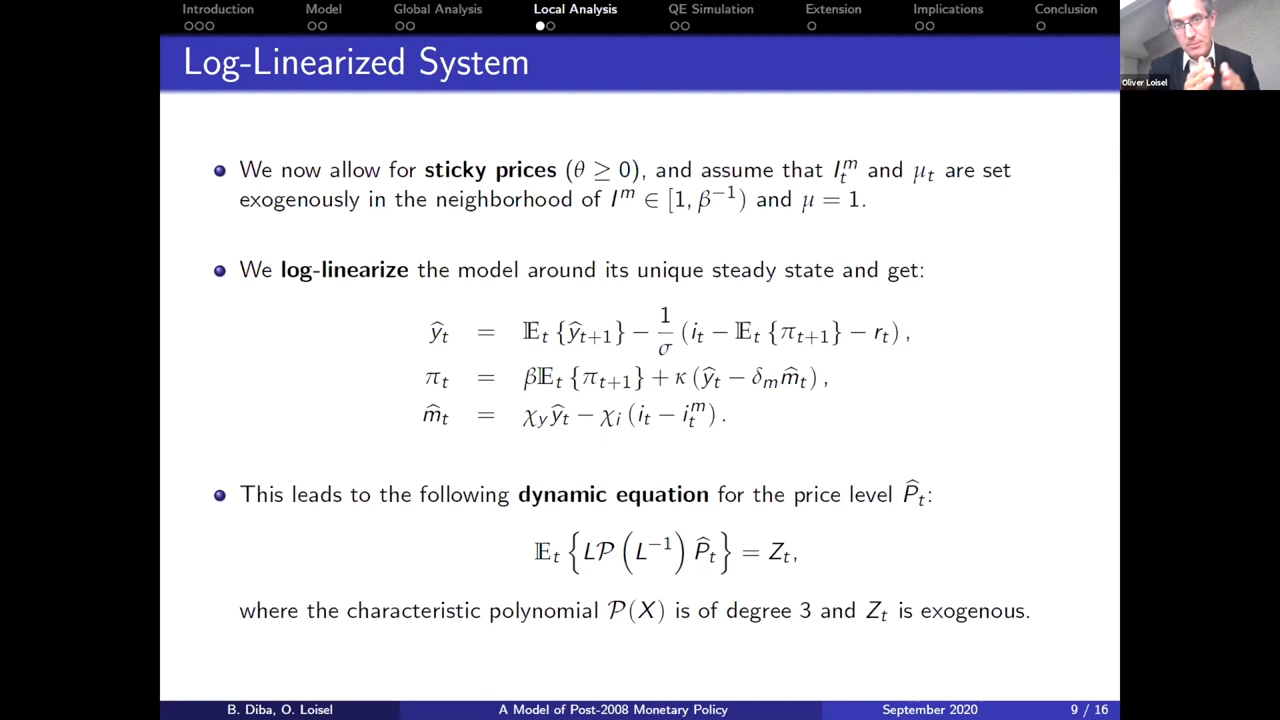 Introduction Model Global Analysis Local Analysis QE Simulation Extension Implications Conclusion
Log-Linearized System
Oliver Loisel
We now allow for sticky prices (θ ≥ 0), and assume that I_t^m and μ_t are set
exogenously in the neighborhood of I^m ∈ [1, β^{-1}) and μ = 1.
We log-linearize the model around its unique steady state and get:
ŷ_t = 𝔼_t {ŷ_{t+1}} − 1/σ (i_t − 𝔼_t {π_{t+1}} − r_t),
π_t = β𝔼_t {π_{t+1}} + κ (ŷ_t − δ_m m̂_t),
m̂_t = χ_y ŷ_t − χ_i (i_t − i_t^m).
This leads to the following dynamic equation for the price level P̂_t:
𝔼_t {L𝒫 (L^{-1}) P̂_t} = Z_t,
where the characteristic polynomial 𝒫(X) is of degree 3 and Z_t is exogenous.
B. Diba, O. Loisel A Model of Post-2008 Monetary Policy September 2020 9 / 16